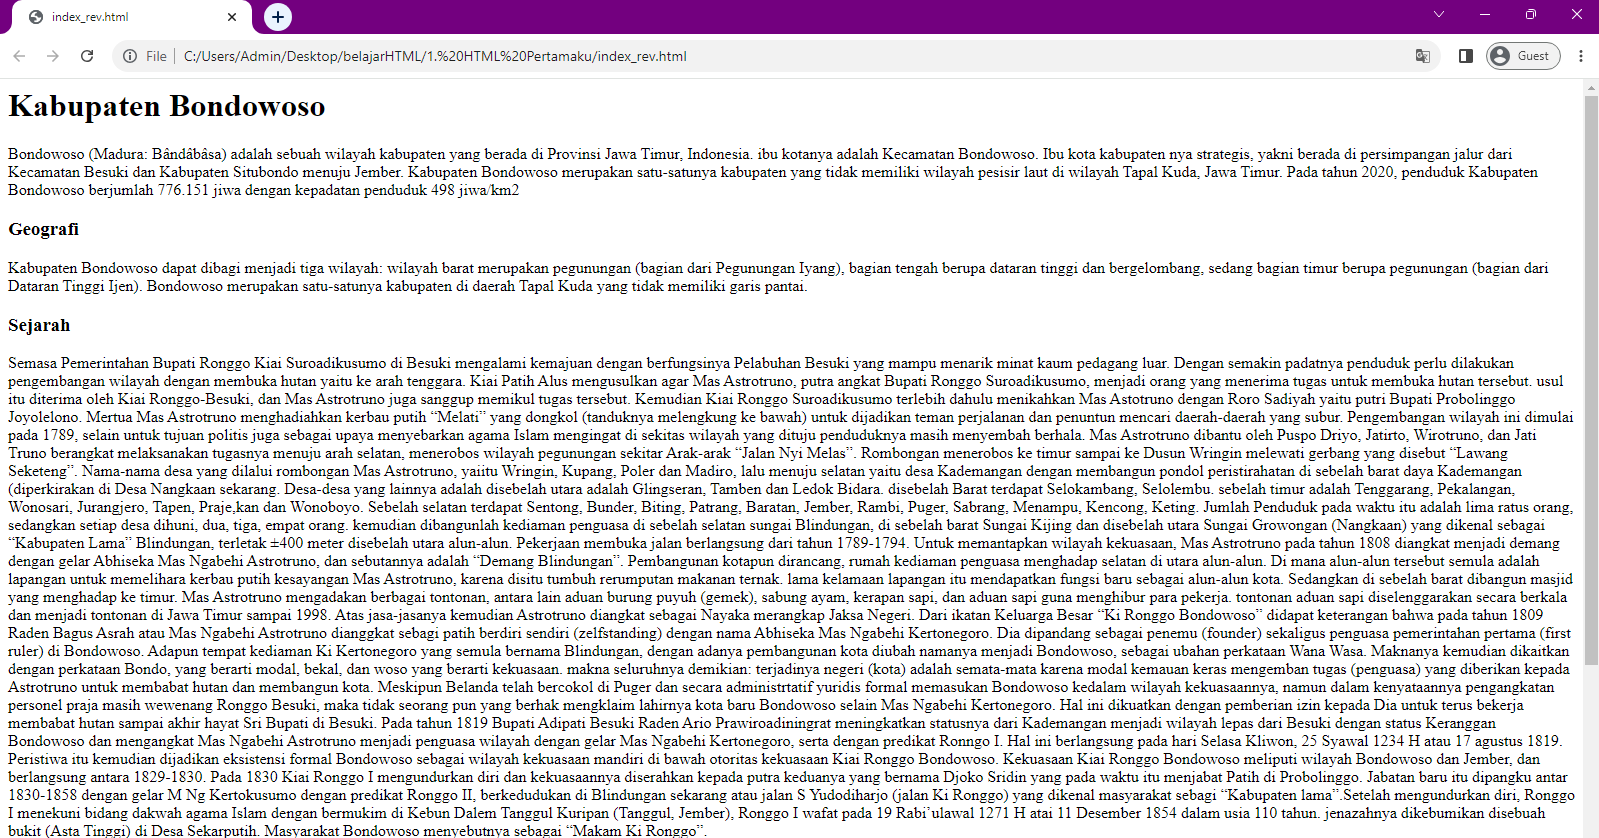 index_rev.html
File
C:/Users/Admin/Desktop/belajarHTML/1.%20HTML%20Pertamaku/index_rev.html
Guest
Kabupaten Bondowoso
Bondowoso (Madura: Bândâbâsa) adalah sebuah wilayah kabupaten yang berada di Provinsi Jawa Timur, Indonesia. ibu kotanya adalah Kecamatan Bondowoso. Ibu kota kabupaten nya strategis, yakni berada di persimpangan jalur dari
Kecamatan Besuki dan Kabupaten Situbondo menuju Jember. Kabupaten Bondowoso merupakan satu-satunya kabupaten yang tidak memiliki wilayah pesisir laut di wilayah Tapal Kuda, Jawa Timur. Pada tahun 2020, penduduk Kabupaten
Bondowoso berjumlah 776.151 jiwa dengan kepadatan penduduk 498 jiwa/km2
Geografi
Kabupaten Bondowoso dapat dibagi menjadi tiga wilayah: wilayah barat merupakan pegunungan (bagian dari Pegunungan Iyang), bagian tengah berupa dataran tinggi dan bergelombang, sedang bagian timur berupa pegunungan (bagian dari
Dataran Tinggi Ijen). Bondowoso merupakan satu-satunya kabupaten di daerah Tapal Kuda yang tidak memiliki garis pantai.
Sejarah
Semasa Pemerintahan Bupati Ronggo Kiai Suroadikusumo di Besuki mengalami kemajuan dengan berfungsinya Pelabuhan Besuki yang mampu menarik minat kaum pedagang luar. Dengan semakin padatnya penduduk perlu dilakukan
pengembangan wilayah dengan membuka hutan yaitu ke arah tenggara. Kiai Patih Alus mengusulkan agar Mas Astrotruno, putra angkat Bupati Ronggo Suroadikusumo, menjadi orang yang menerima tugas untuk membuka hutan tersebut. usul
itu diterima oleh Kiai Ronggo-Besuki, dan Mas Astrotruno juga sanggup memikul tugas tersebut. Kemudian Kiai Ronggo Suroadikusumo terlebih dahulu menikahkan Mas Astotruno dengan Roro Sadiyah yaitu putri Bupati Probolinggo
Joyolelono. Mertua Mas Astrotruno menghadiahkan kerbau putih “Melati” yang dongkol (tanduknya melengkung ke bawah) untuk dijadikan teman perjalanan dan penuntun mencari daerah-daerah yang subur. Pengembangan wilayah ini dimulai
pada 1789, selain untuk tujuan politis juga sebagai upaya menyebarkan agama Islam mengingat di sekitas wilayah yang dituju penduduknya masih menyembah berhala. Mas Astrotruno dibantu oleh Puspo Driyo, Jatirto, Wirotruno, dan Jati
Truno berangkat melaksanakan tugasnya menuju arah selatan, menerobos wilayah pegunungan sekitar Arak-arak “Jalan Nyi Melas”. Rombongan menerobos ke timur sampai ke Dusun Wringin melewati gerbang yang disebut “Lawang
Seketeng”. Nama-nama desa yang dilalui rombongan Mas Astrotruno, yaiitu Wringin, Kupang, Poler dan Madiro, lalu menuju selatan yaitu desa Kademangan dengan membangun pondol peristirahatan di sebelah barat daya Kademangan
(diperkirakan di Desa Nangkaan sekarang. Desa-desa yang lainnya adalah disebelah utara adalah Glingseran, Tamben dan Ledok Bidara. disebelah Barat terdapat Selokambang, Selolembu. sebelah timur adalah Tenggarang, Pekalangan,
Wonosari, Jurangjero, Tapen, Praje,kan dan Wonoboyo. Sebelah selatan terdapat Sentong, Bunder, Biting, Patrang, Baratan, Jember, Rambi, Puger, Sabrang, Menampu, Kencong, Keting. Jumlah Penduduk pada waktu itu adalah lima ratus orang,
sedangkan setiap desa dihuni, dua, tiga, empat orang. kemudian dibangunlah kediaman penguasa di sebelah selatan sungai Blindungan, di sebelah barat Sungai Kijing dan disebelah utara Sungai Growongan (Nangkaan) yang dikenal sebagai
“Kabupaten Lama” Blindungan, terletak ±400 meter disebelah utara alun-alun. Pekerjaan membuka jalan berlangsung dari tahun 1789-1794. Untuk memantapkan wilayah kekuasaan, Mas Astrotruno pada tahun 1808 diangkat menjadi demang
dengan gelar Abhiseka Mas Ngabehi Astrotruno, dan sebutannya adalah “Demang Blindungan”. Pembangunan kotapun dirancang, rumah kediaman penguasa menghadap selatan di utara alun-alun. Di mana alun-alun tersebut semula adalah
lapangan untuk memelihara kerbau putih kesayangan Mas Astrotruno, karena disitu tumbuh rerumputan makanan ternak. lama kelamaan lapangan itu mendapatkan fungsi baru sebagai alun-alun kota. Sedangkan di sebelah barat dibangun masjid
yang menghadap ke timur. Mas Astrotruno mengadakan berbagai tontonan, antara lain aduan burung puyuh (gemek), sabung ayam, kerapan sapi, dan aduan sapi guna menghibur para pekerja. tontonan aduan sapi diselenggarakan secara berkala
dan menjadi tontonan di Jawa Timur sampai 1998. Atas jasa-jasanya kemudian Astrotruno diangkat sebagai Nayaka merangkap Jaksa Negeri. Dari ikatan Keluarga Besar “Ki Ronggo Bondowoso” didapat keterangan bahwa pada tahun 1809
Raden Bagus Asrah atau Mas Ngabehi Astrotruno dianggkat sebagi patih berdiri sendiri (zelfstanding) dengan nama Abhiseka Mas Ngabehi Kertonegoro. Dia dipandang sebagai penemu (founder) sekaligus penguasa pemerintahan pertama (first
ruler) di Bondowoso. Adapun tempat kediaman Ki Kertonegoro yang semula bernama Blindungan, dengan adanya pembangunan kota diubah namanya menjadi Bondowoso, sebagai ubahan perkataan Wana Wasa. Maknanya kemudian dikaitkan
dengan perkataan Bondo, yang berarti modal, bekal, dan woso yang berarti kekuasaan. makna seluruhnya demikian: terjadinya negeri (kota) adalah semata-mata karena modal kemauan keras mengemban tugas (penguasa) yang diberikan kepada
Astrotruno untuk membabat hutan dan membangun kota. Meskipun Belanda telah bercokol di Puger dan secara administrtatif yuridis formal memasukan Bondowoso kedalam wilayah kekuasaannya, namun dalam kenyataannya pengangkatan
personel praja masih wewenang Ronggo Besuki, maka tidak seorang pun yang berhak mengklaim lahirnya kota baru Bondowoso selain Mas Ngabehi Kertonegoro. Hal ini dikuatkan dengan pemberian izin kepada Dia untuk terus bekerja
membabat hutan sampai akhir hayat Sri Bupati di Besuki. Pada tahun 1819 Bupati Adipati Besuki Raden Ario Prawiroadiningrat meningkatkan statusnya dari Kademangan menjadi wilayah lepas dari Besuki dengan status Keranggan
Bondowoso dan mengangkat Mas Ngabehi Astrotruno menjadi penguasa wilayah dengan gelar Mas Ngabehi Kertonegoro, serta dengan predikat Ronngo I. Hal ini berlangsung pada hari Selasa Kliwon, 25 Syawal 1234 H atau 17 agustus 1819.
Peristiwa itu kemudian dijadikan eksistensi formal Bondowoso sebagai wilayah kekuasaan mandiri di bawah otoritas kekuasaan Kiai Ronggo Bondowoso. Kekuasaan Kiai Ronggo Bondowoso meliputi wilayah Bondowoso dan Jember, dan
berlangsung antara 1829-1830. Pada 1830 Kiai Ronggo I mengundurkan diri dan kekuasaannya diserahkan kepada putra keduanya yang bernama Djoko Sridin yang pada waktu itu menjabat Patih di Probolinggo. Jabatan baru itu dipangku antar
1830-1858 dengan gelar M Ng Kertokusumo dengan predikat Ronggo II, berkedudukan di Blindungan sekarang atau jalan S Yudodiharjo (jalan Ki Ronggo) yang dikenal masyarakat sebagi “Kabupaten lama”.Setelah mengundurkan diri, Ronggo
I menekuni bidang dakwah agama Islam dengan bermukim di Kebun Dalem Tanggul Kuripan (Tanggul, Jember), Ronggo I wafat pada 19 Rabi’ulawal 1271 H atai 11 Desember 1854 dalam usia 110 tahun. jenazahnya dikebumikan disebuah
bukit (Asta Tinggi) di Desa Sekarputih. Masyarakat Bondowoso menyebutnya sebagai “Makam Ki Ronggo”.